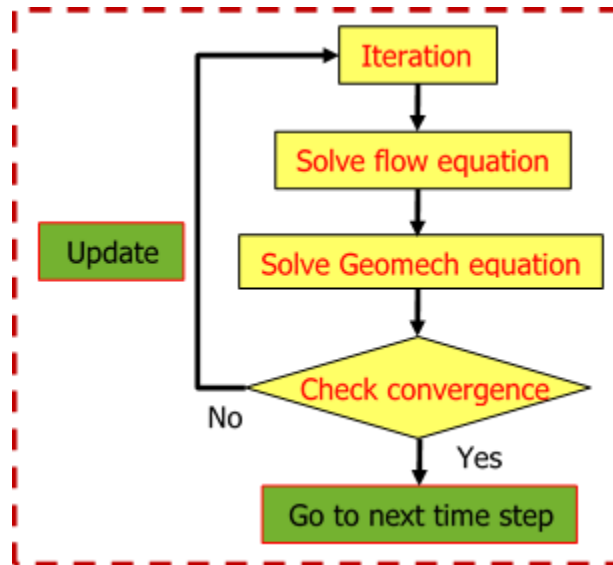 Iteration
Solve flow equation
Update
Solve Geomech equation
Check convergence
No
Yes
Go to next time step